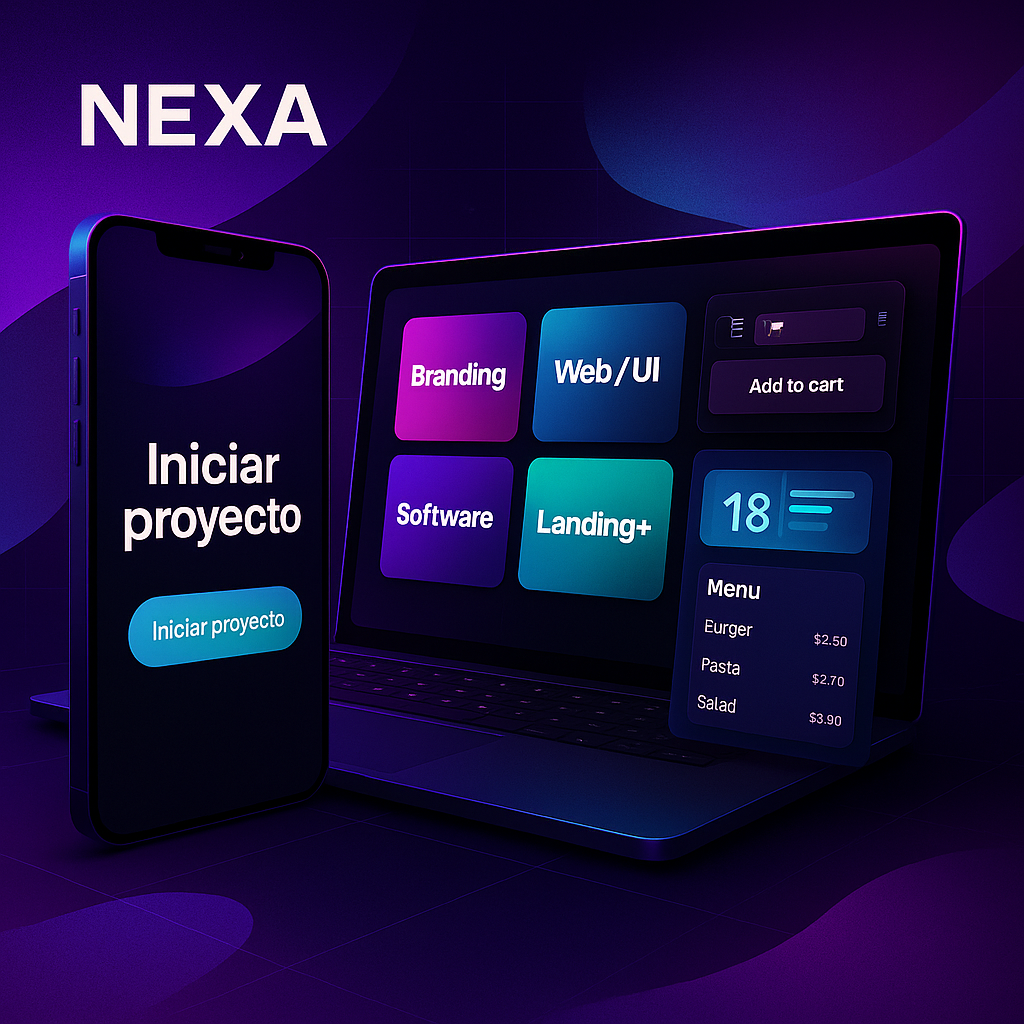 NEXA
Iniciar
proyecto
Iniciar proyecto
Branding
Web/UI
Software
Landing+
Add to cart
18
Menu
Eurger
$2.50
Pasta
$2.70
Salad
$3.90